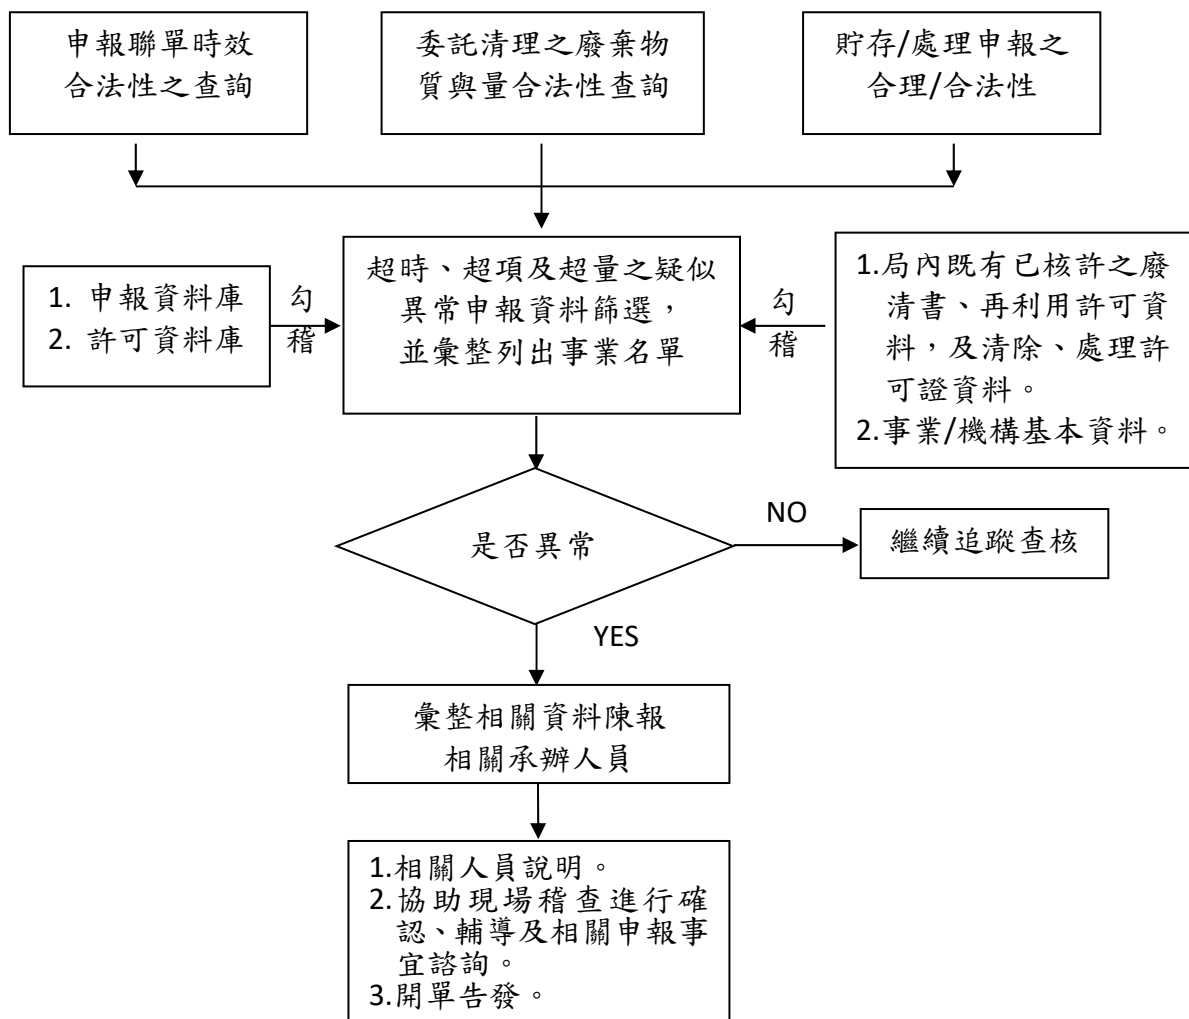 申報聯單時效
合法性之查詢
委託清理之廢棄物
質與量合法性查詢
貯存/處理申報之
合理/合法性
1. 申報資料庫
2. 許可資料庫
勾
稽
超時、超項及超量之疑似
異常申報資料篩選，
並彙整列出事業名單
勾
稽
1.局內既有已核許之廢
清書、再利用許可資
料，及清除、處理許
可證資料。
2.事業/機構基本資料。
是否異常
NO
繼續追蹤查核
YES
彙整相關資料陳報
相關承辦人員
1.相關人員說明。
2.協助現場稽查進行確
認、輔導及相關申報事
宜諮詢。
3.開單告發。